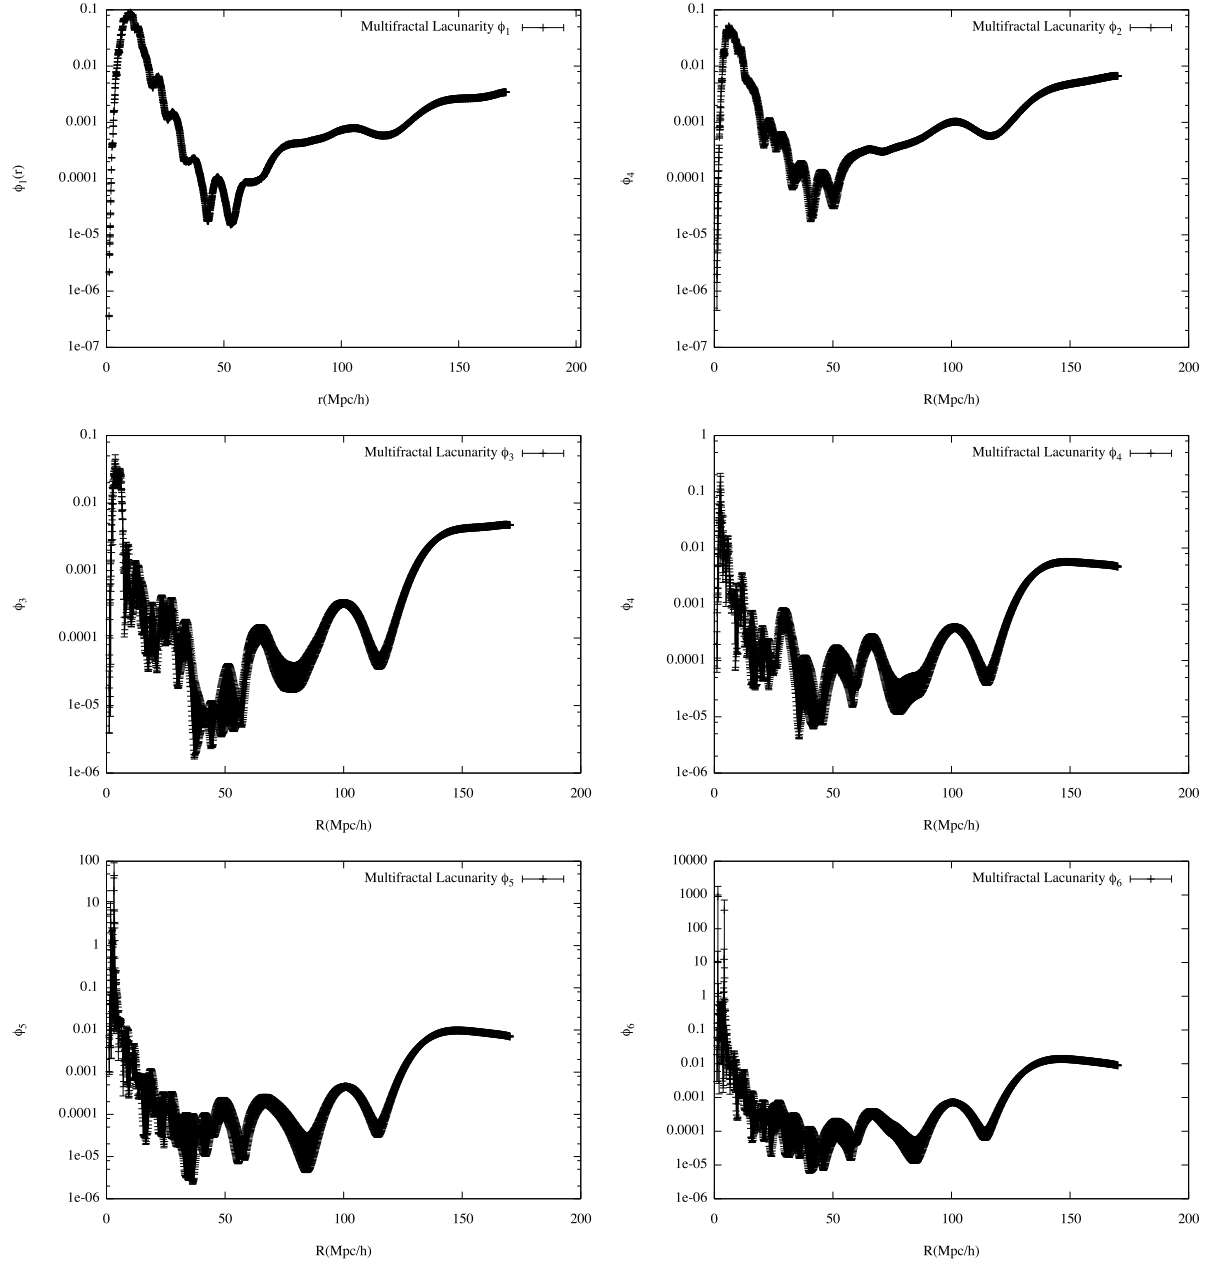 Multifractal Lacunarity ϕ1
0.1
0.01
0.001
0.0001
1e-05
1e-06
1e-07
ϕ1(r)
0 50 100 150 200
r(Mpc/h)
Multifractal Lacunarity ϕ2
0.1
0.01
0.001
0.0001
1e-05
1e-06
1e-07
ϕ4
0 50 100 150 200
R(Mpc/h)
Multifractal Lacunarity ϕ3
0.1
0.01
0.001
0.0001
1e-05
1e-06
ϕ3
0 50 100 150 200
R(Mpc/h)
Multifractal Lacunarity ϕ4
1
0.1
0.01
0.001
0.0001
1e-05
1e-06
ϕ4
0 50 100 150 200
R(Mpc/h)
Multifractal Lacunarity ϕ5
100
10
1
0.1
0.01
0.001
0.0001
1e-05
1e-06
ϕ5
0 50 100 150 200
R(Mpc/h)
Multifractal Lacunarity ϕ6
10000
1000
100
10
1
0.1
0.01
0.001
0.0001
1e-05
1e-06
ϕ6
0 50 100 150 200
R(Mpc/h)